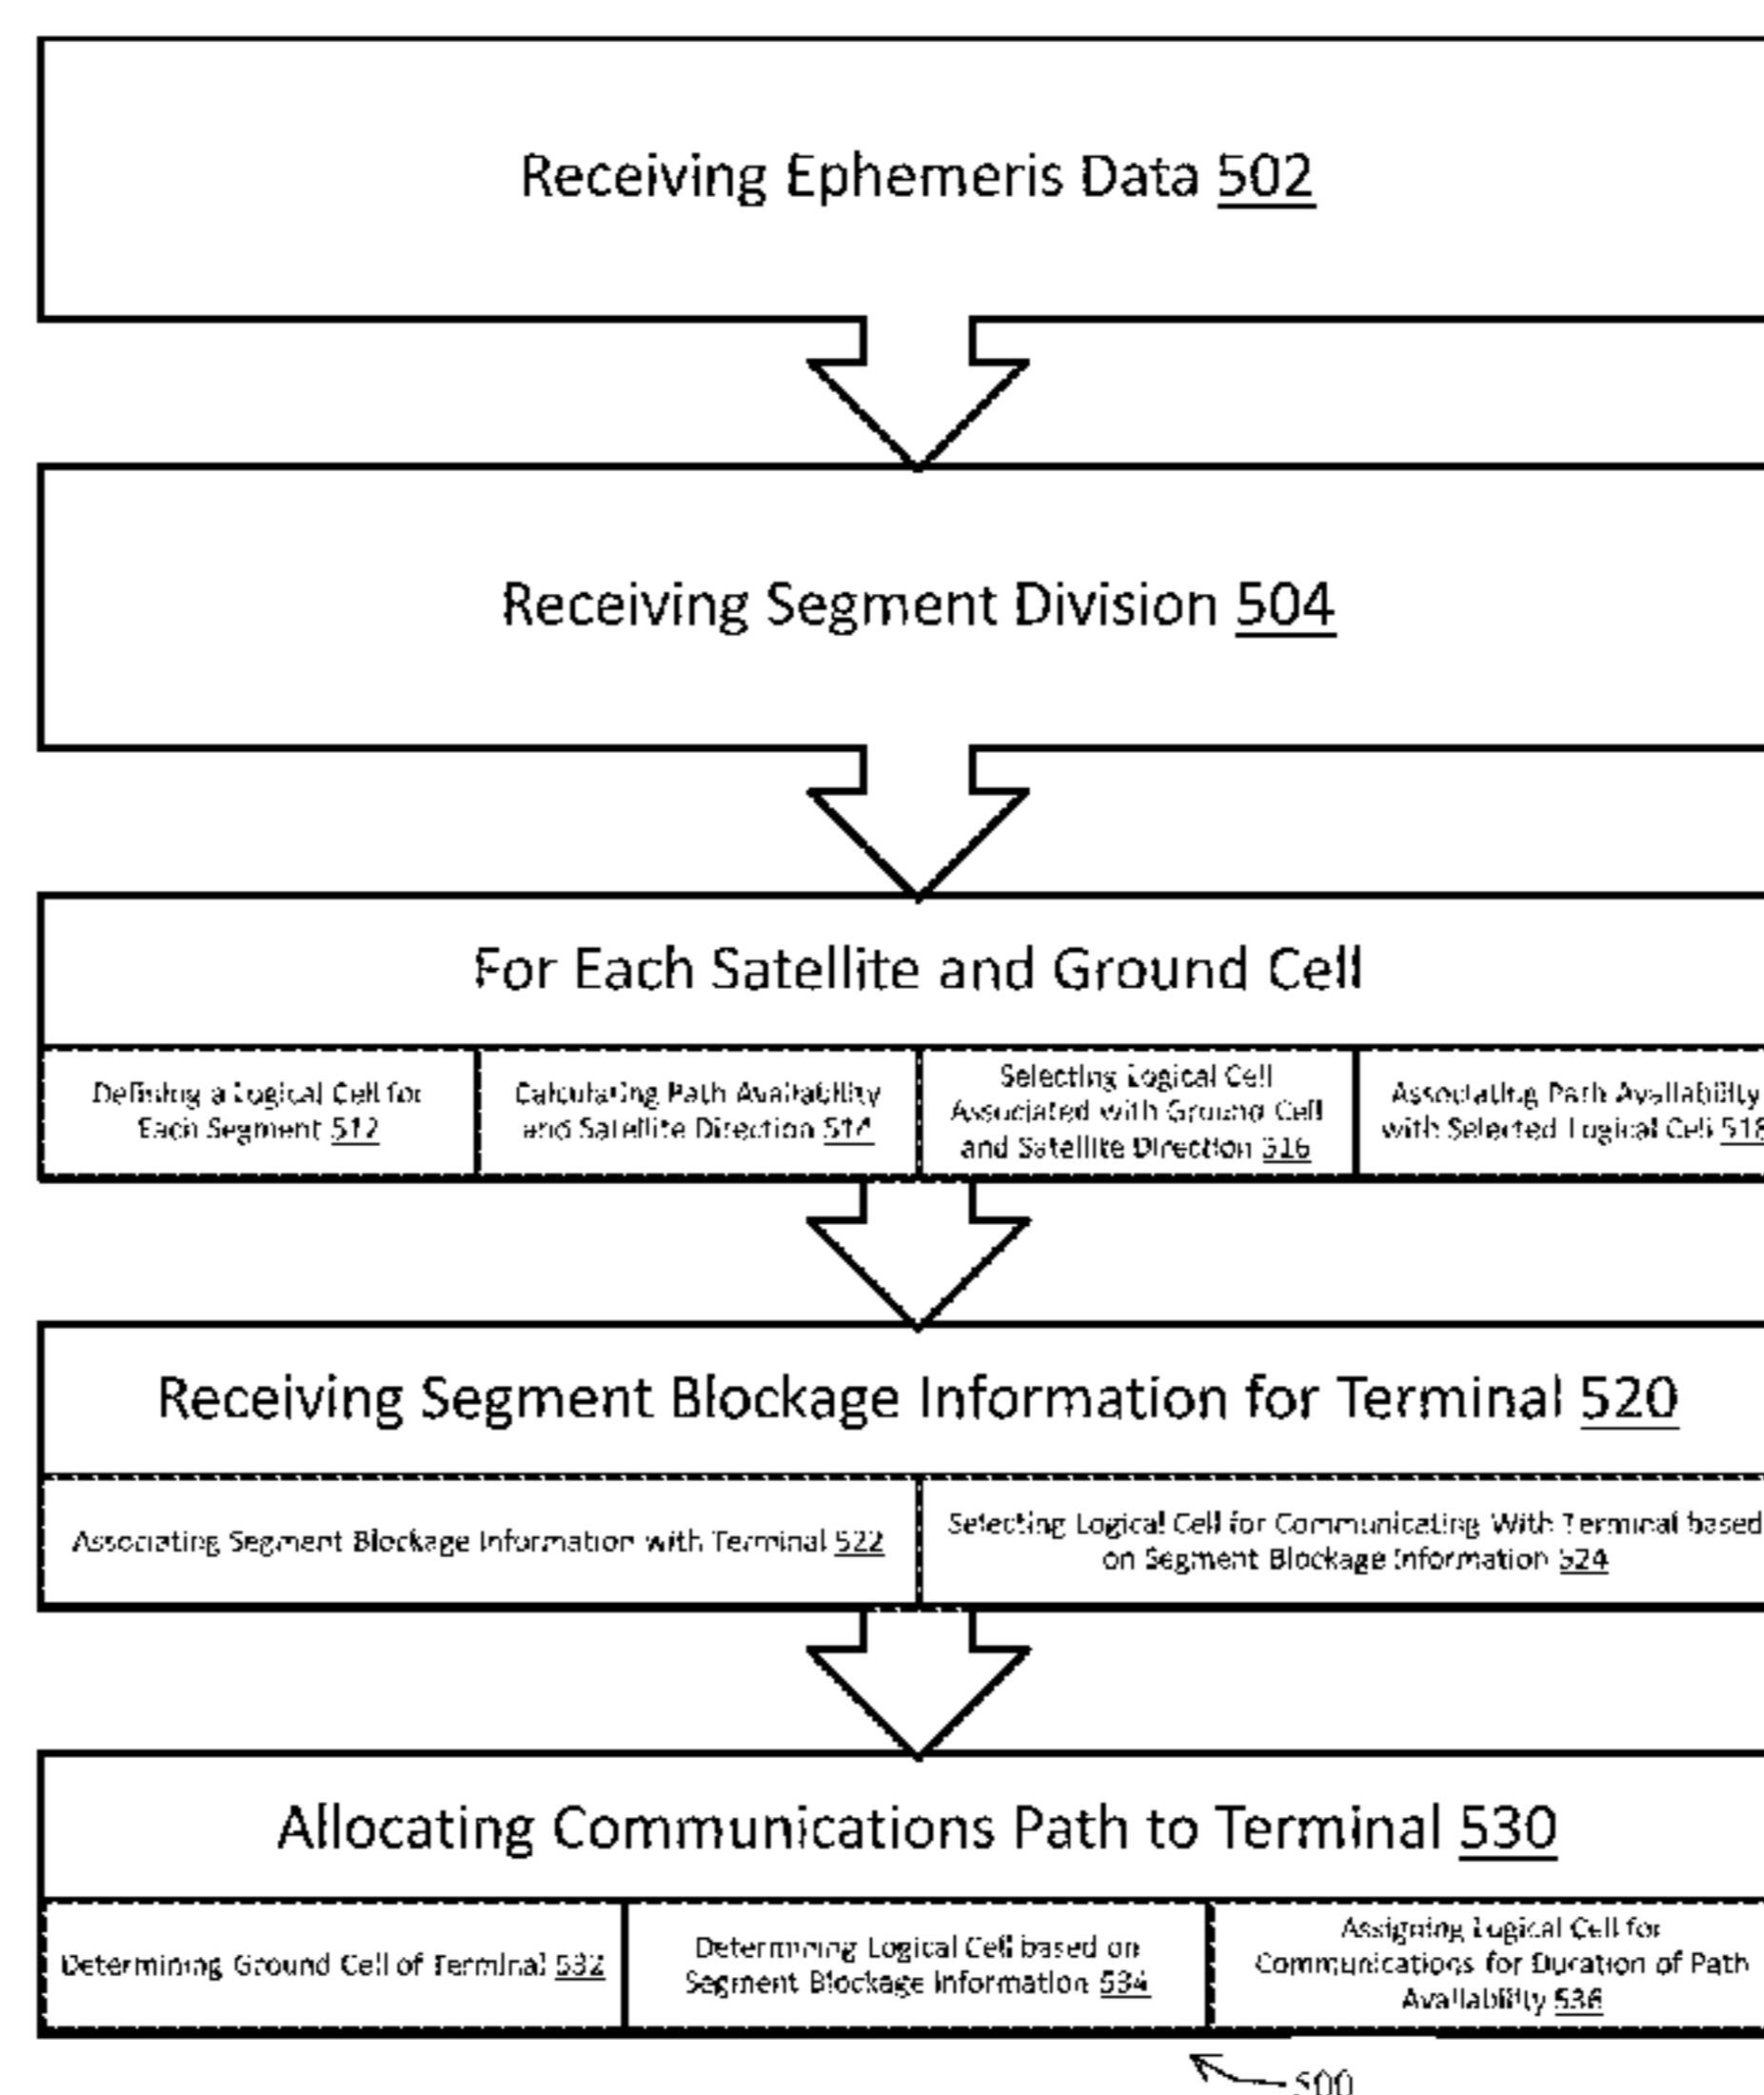 Receiving Ephemeris Data 502
Receiving Segment Division 504
For Each Satellite and Ground Cell
Defining a Logical Cell for
Each Segment 512
Calculating Path Availability
and Satellite Direction 514
Selecting Logical Cell
Associated with Ground Cell
and Satellite Direction 516
Associating Path Availability
with Selected Logical Cell 518
Receiving Segment Blockage Information for Terminal 520
Associating Segment Blockage Information with Terminal 522
Selecting Logical Cell for Communicating With Terminal based
on Segment Blockage Information 524
Allocating Communications Path to Terminal 530
Determining Ground Cell of Terminal 532
Determining Logical Cell based on
Segment Blockage Information 534
Assigning Logical Cell for
Communications for Duration of Path
Availability 536
500